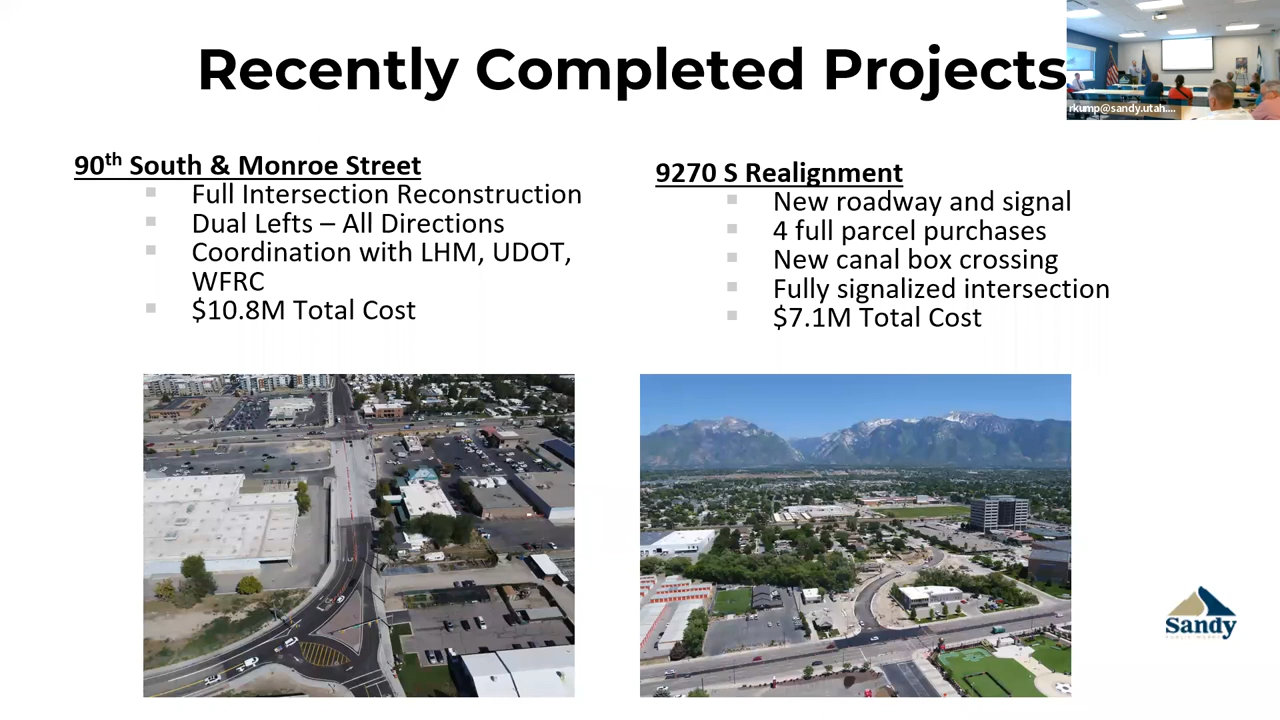 Recently Completed Projects
rkump@sandy.utah....
90th South & Monroe Street
Full Intersection Reconstruction
Dual Lefts – All Directions
Coordination with LHM, UDOT,
WFRC
$10.8M Total Cost
9270 S Realignment
New roadway and signal
4 full parcel purchases
New canal box crossing
Fully signalized intersection
$7.1M Total Cost
Sandy
PUBLIC WORKS